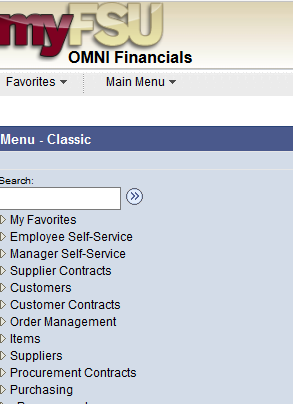 myFSU
OMNI Financials
Favorites
Main Menu
Menu - Classic
Search:
My Favorites
Employee Self-Service
Manager Self-Service
Supplier Contracts
Customers
Customer Contracts
Order Management
Items
Suppliers
Procurement Contracts
Purchasing